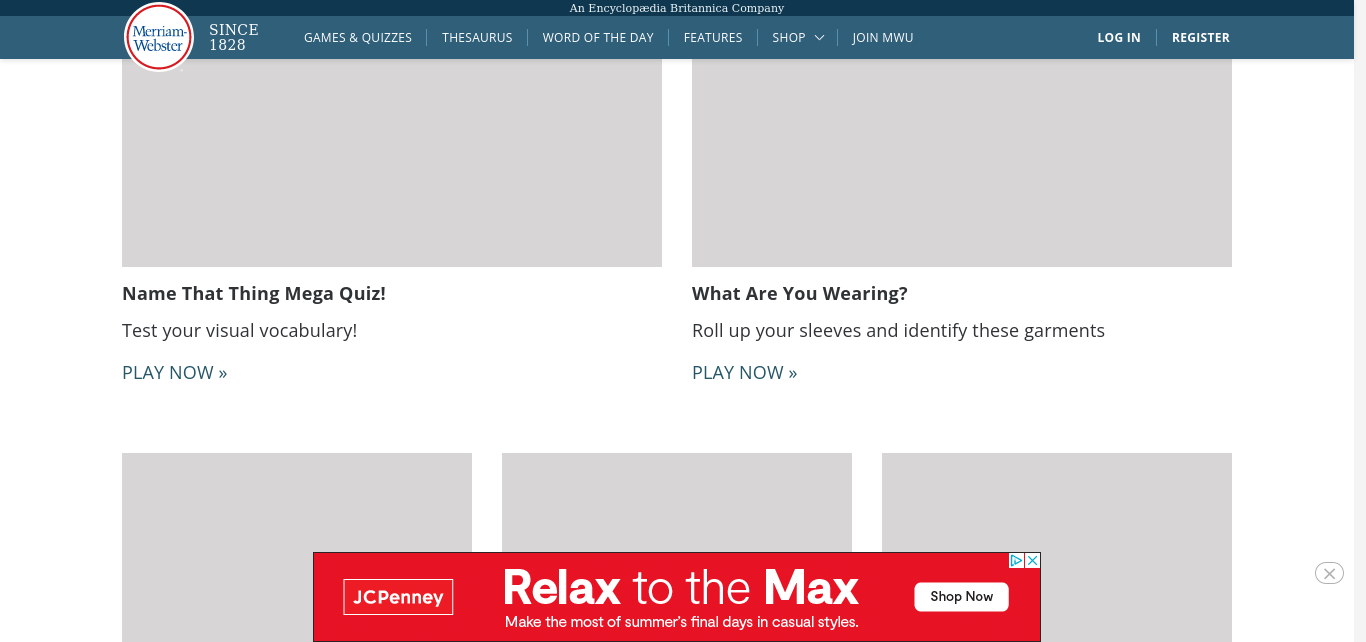 An Encyclopædia Britannica Company
Merriam-
Webster
SINCE
1828
GAMES & QUIZZES
THESAURUS
WORD OF THE DAY
FEATURES
SHOP
JOIN MWU
LOG IN
REGISTER
Name That Thing Mega Quiz!
Test your visual vocabulary!
PLAY NOW »
What Are You Wearing?
Roll up your sleeves and identify these garments
PLAY NOW »
JCPenney
Relax to the Max
Make the most of summer's final days in casual styles.
Shop Now